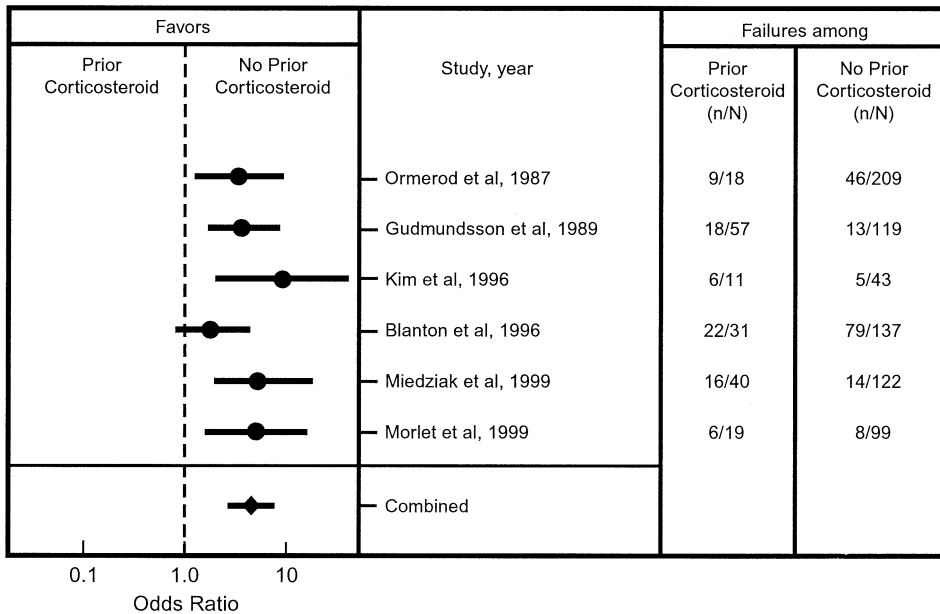 Favors
Prior
Corticosteroid
No Prior
Corticosteroid
Study, year
Failures among
Prior
Corticosteroid
(n/N)
No Prior
Corticosteroid
(n/N)
Ormerod et al, 1987 9/18 46/209
Gudmundsson et al, 1989 18/57 13/119
Kim et al, 1996 6/11 5/43
Blanton et al, 1996 22/31 79/137
Miedziak et al, 1999 16/40 14/122
Morlet et al, 1999 6/19 8/99
Combined
0.1 1.0 10
Odds Ratio